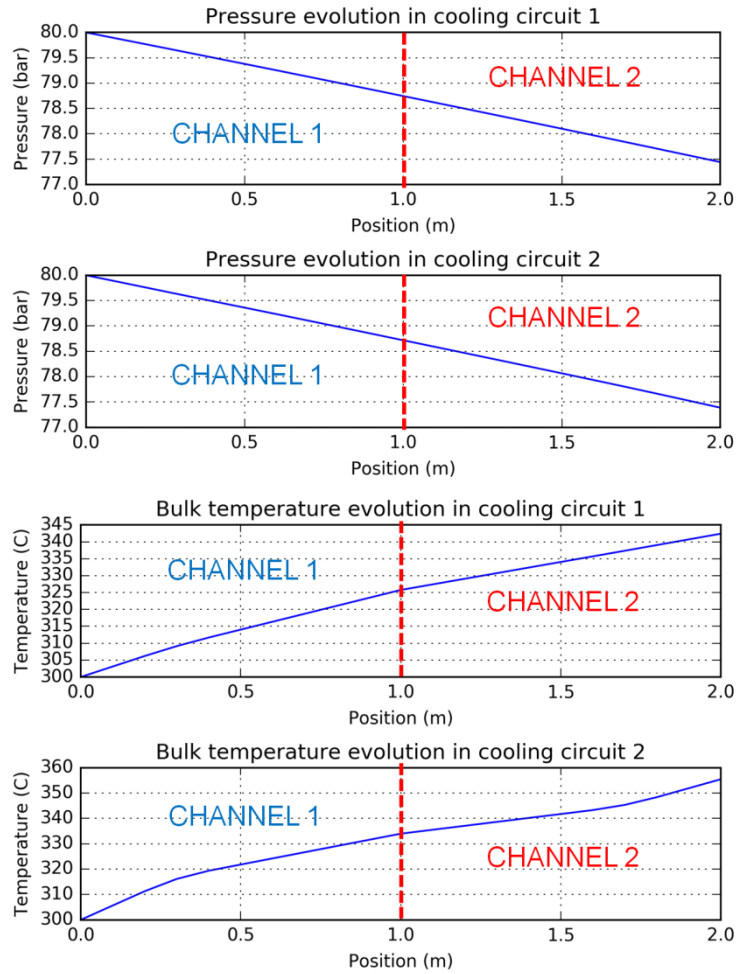 Pressure evolution in cooling circuit 1
80.0
79.5
79.0
78.5
78.0
77.5
77.0
Pressure (bar)
CHANNEL 2
CHANNEL 1
0.0 0.5 1.0 1.5 2.0
Position (m)
Pressure evolution in cooling circuit 2
80.0
79.5
79.0
78.5
78.0
77.5
77.0
Pressure (bar)
CHANNEL 2
CHANNEL 1
0.0 0.5 1.0 1.5 2.0
Position (m)
Bulk temperature evolution in cooling circuit 1
345
340
335
330
325
320
315
310
305
300
Temperature (C)
CHANNEL 1
CHANNEL 2
0.0 0.5 1.0 1.5 2.0
Position (m)
Bulk temperature evolution in cooling circuit 2
360
350
340
330
320
310
300
Temperature (C)
CHANNEL 1
CHANNEL 2
0.0 0.5 1.0 1.5 2.0
Position (m)